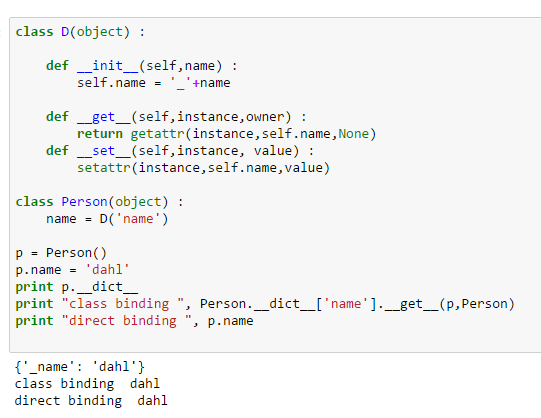 class D(object) :
    def __init__(self,name) :
        self.name = '_'+name
    def __get__(self,instance,owner) :
        return getattr(instance,self.name,None)
    def __set__(self,instance, value) :
        setattr(instance,self.name,value)
class Person(object) :
    name = D('name')
p = Person()
p.name = 'dahl'
print p.__dict__
print "class binding ", Person.__dict__['name'].__get__(p,Person)
print "direct binding ", p.name
{'_name': 'dahl'}
class binding  dahl
direct binding  dahl